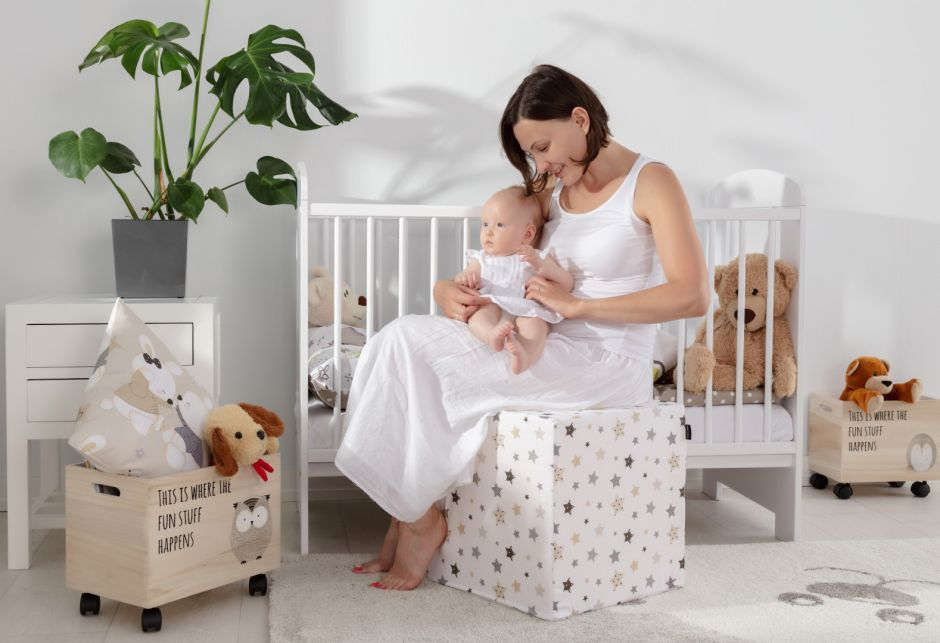 THIS IS WHERE THE
FUN STUFF
HAPPENS
THIS IS WHERE THE
FUN STUFF
HAPPENS